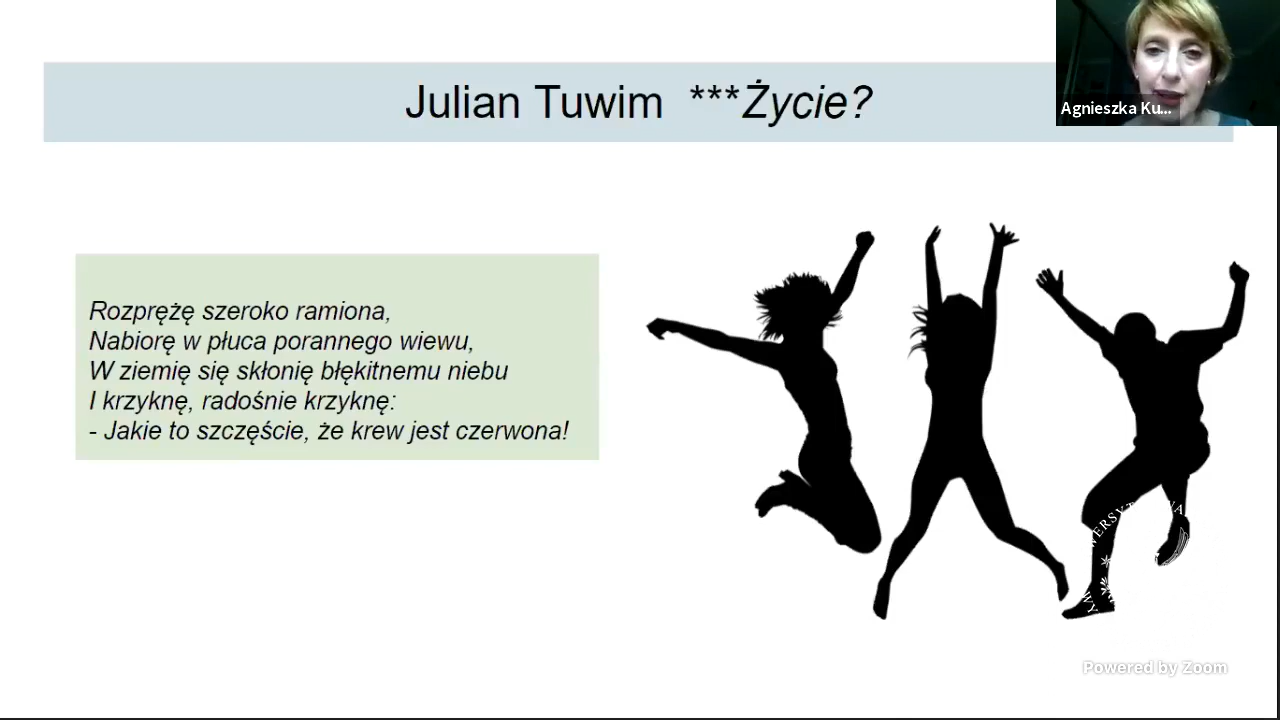 Julian Tuwim ***Życie?
Agnieszka Ku...
Rozprężę szeroko ramiona,
Nabiorę w płuca porannego wiewu,
W ziemię się skłonię błękitnemu niebu
I krzyknę, radośnie krzyknę:
- Jakie to szczęście, że krew jest czerwona!
Powered by Zoom